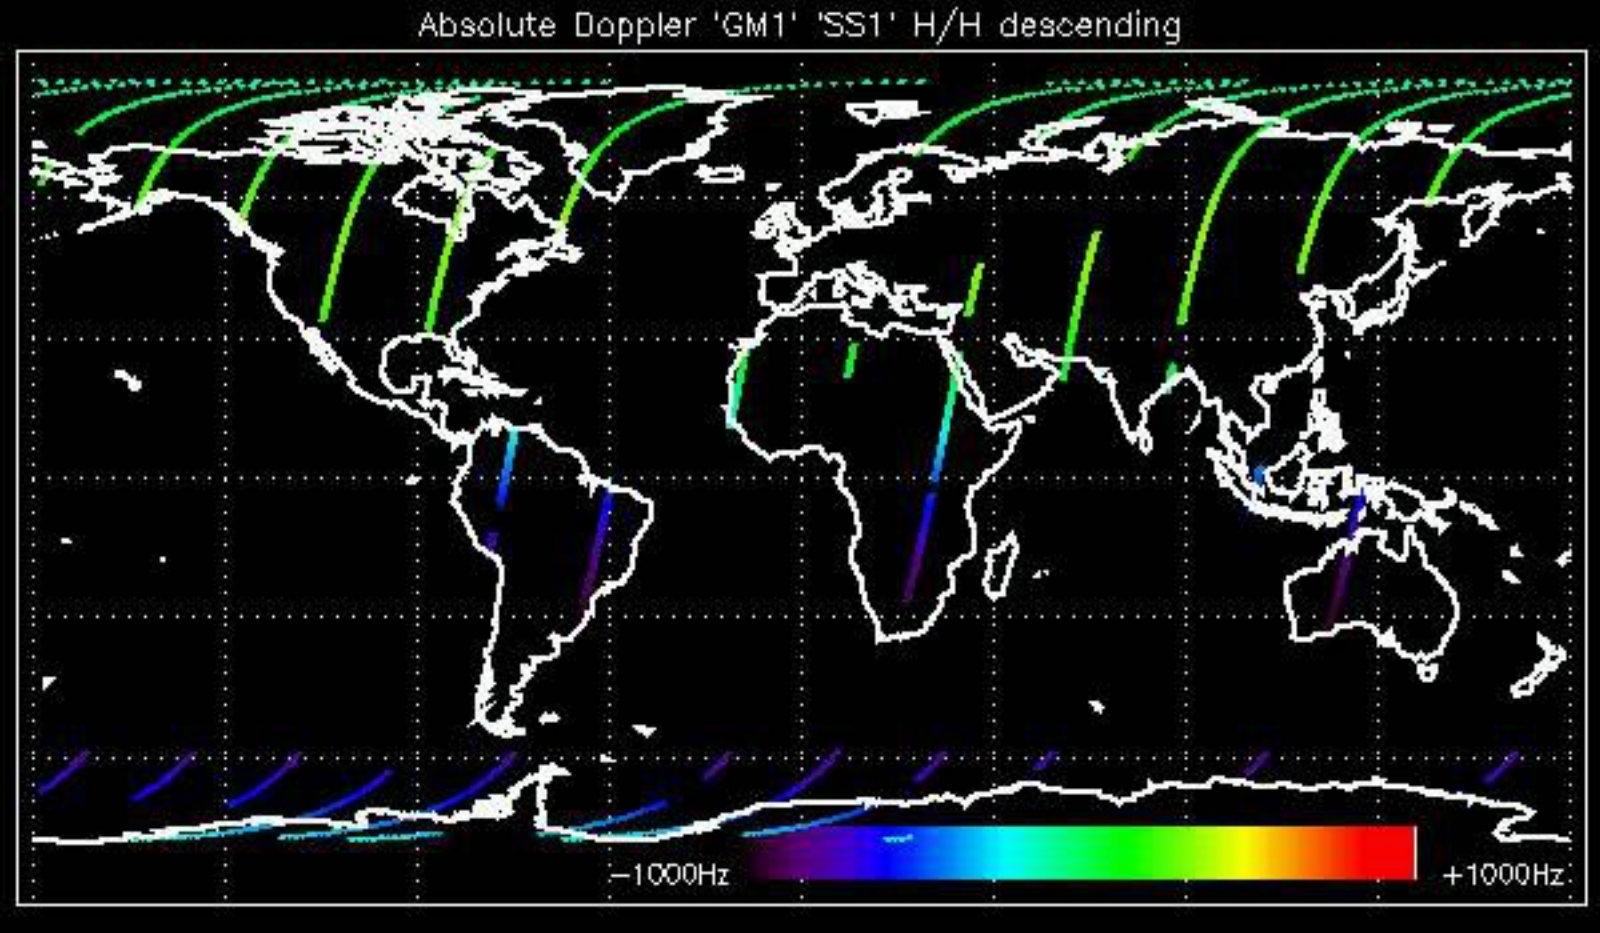 Absolute Doppler 'GM1' 'SS1' H/H descending
-1000Hz
+1000Hz